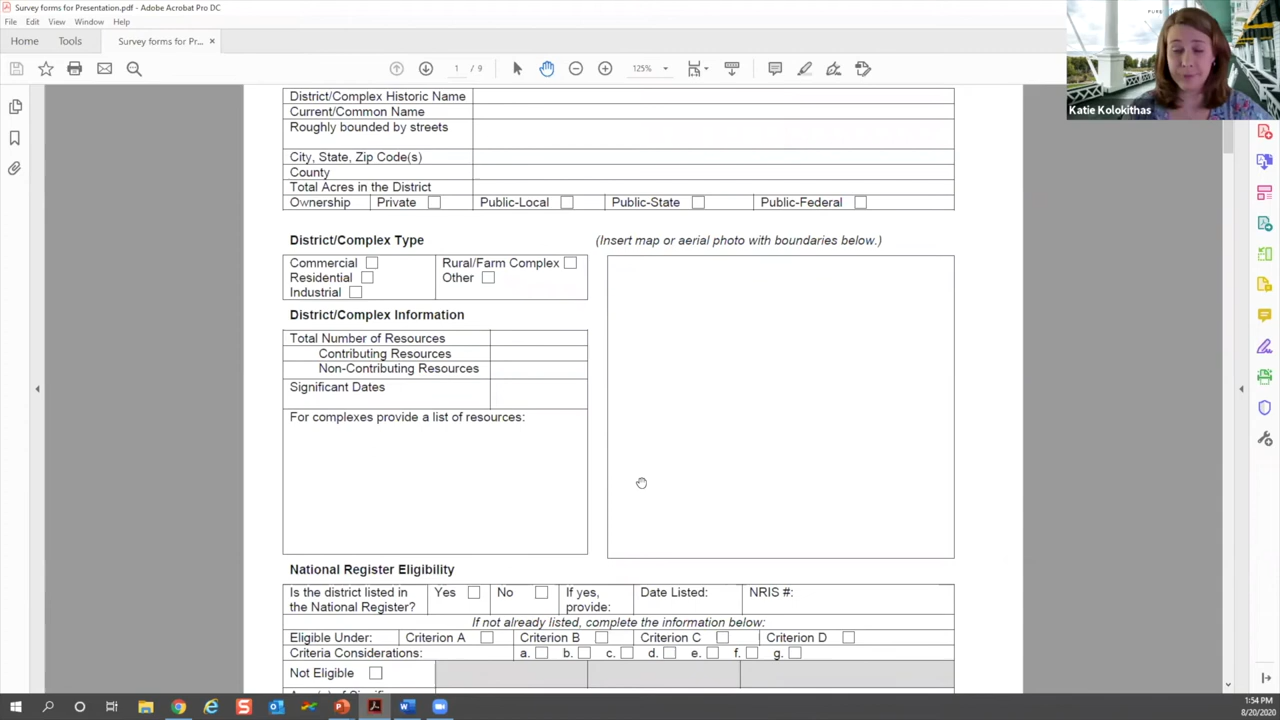 Survey forms for Presentation.pdf - Adobe Acrobat Pro DC
File Edit View Window Help
Home Tools Survey forms for Pr... ×
1 / 9 125%
PURE
Katie Kolokithas
District/Complex Historic Name
Current/Common Name
Roughly bounded by streets
City, State, Zip Code(s)
County
Total Acres in the District
Ownership Private Public-Local Public-State Public-Federal
District/Complex Type (Insert map or aerial photo with boundaries below.)
Commercial Rural/Farm Complex
Residential Other
Industrial
District/Complex Information
Total Number of Resources
Contributing Resources
Non-Contributing Resources
Significant Dates
For complexes provide a list of resources:
National Register Eligibility
Is the district listed in Yes No If yes, Date Listed: NRIS #:
the National Register? provide:
If not already listed, complete the information below:
Eligible Under: Criterion A Criterion B Criterion C Criterion D
Criteria Considerations: a. b. c. d. e. f. g.
Not Eligible
1:54 PM
8/20/2020